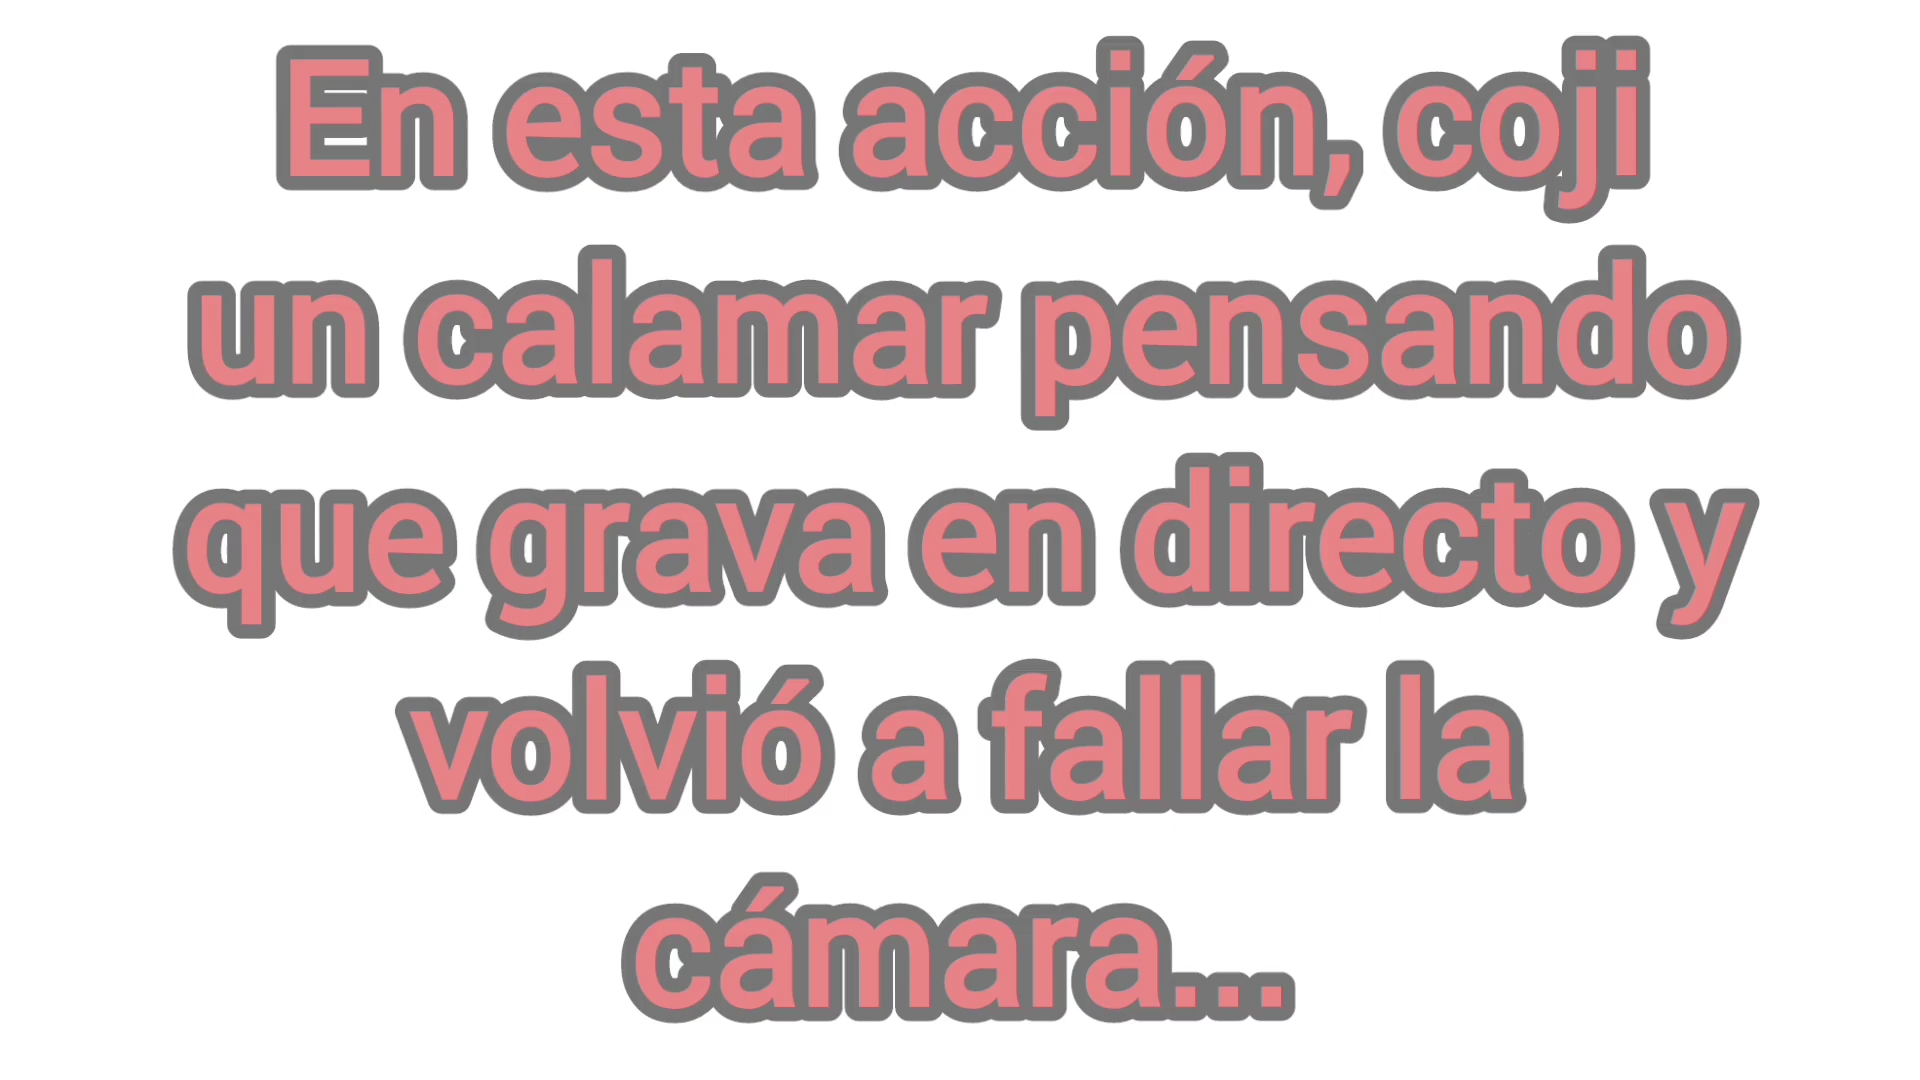 En esta acción, coji
un calamar pensando
que grava en directo y
volvió a fallar la
cámara...